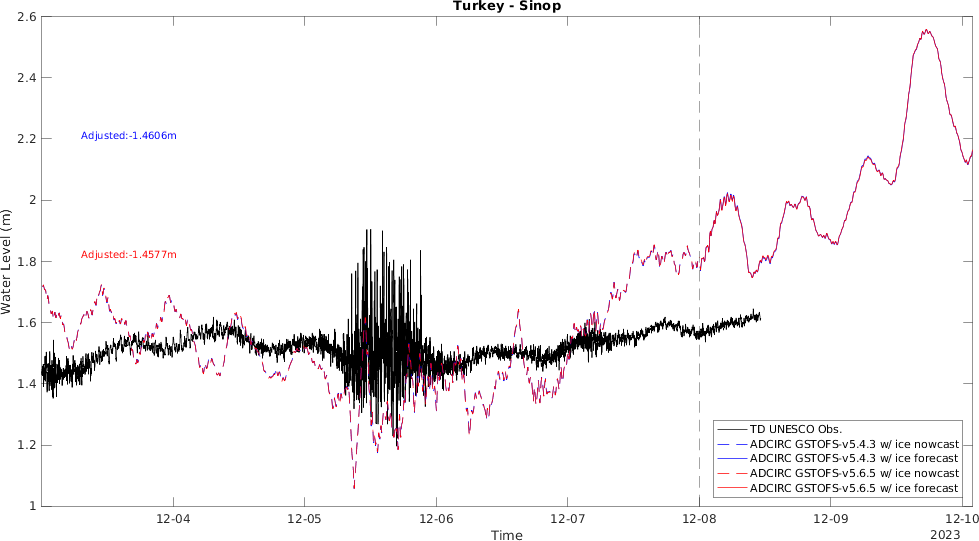 Turkey - Sinop
Water Level (m)
2.6
2.4
2.2
2
1.8
1.6
1.4
1.2
1
Adjusted:-1.4606m
Adjusted:-1.4577m
TD UNESCO Obs.
ADCIRC GSTOFS-v5.4.3 w/ ice nowcast
ADCIRC GSTOFS-v5.4.3 w/ ice forecast
ADCIRC GSTOFS-v5.6.5 w/ ice nowcast
ADCIRC GSTOFS-v5.6.5 w/ ice forecast
12-04 12-05 12-06 12-07 12-08 12-09 12-10
Time
2023